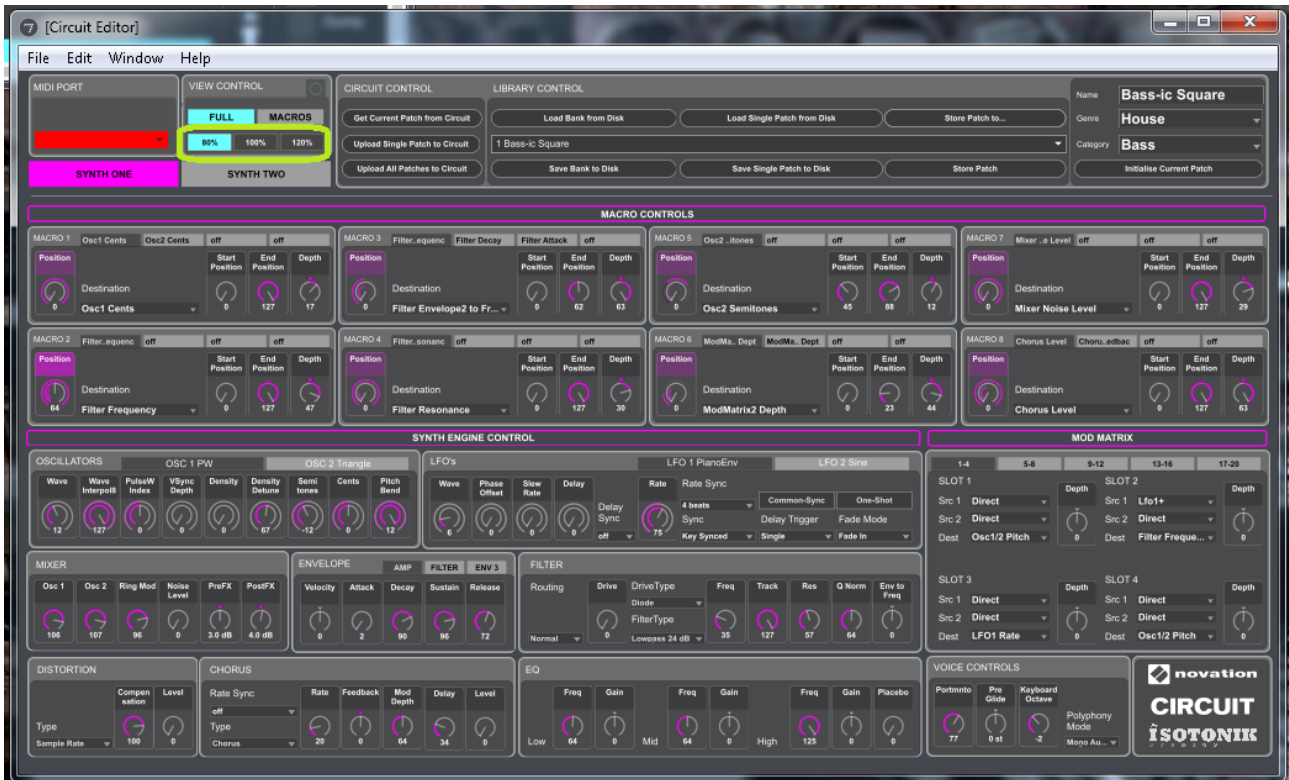 [Circuit Editor]
File Edit Window Help
MIDI PORT
VIEW CONTROL
FULL MACROS
80% 100% 120%
SYNTH ONE SYNTH TWO
CIRCUIT CONTROL LIBRARY CONTROL
Get Current Patch from Circuit Load Bank from Disk Load Single Patch from Disk Store Patch to...
Upload Single Patch to Circuit 1 Bass-ic Square
Upload All Patches to Circuit Save Bank to Disk Save Single Patch to Disk Store Patch
Name Bass-ic Square
Genre House
Category Bass
Initialise Current Patch
MACRO CONTROLS
MACRO 1 Osc1 Cents Osc2 Cents off off
Position Start Position End Position Depth
Destination
0 Osc1 Cents 0 127 17
MACRO 3 Filter..equenc Filter Decay Filter Attack off
Position Start Position End Position Depth
Destination
0 Filter Envelope2 to Fr... 0 62 63
MACRO 5 Osc2 ..itones off off off
Position Start Position End Position Depth
Destination
0 Osc2 Semitones 45 88 12
MACRO 7 Mixer ..e Level off off off
Position Start Position End Position Depth
Destination
0 Mixer Noise Level 0 127 29
MACRO 2 Filter..equenc off off off
Position Start Position End Position Depth
Destination
64 Filter Frequency 0 127 47
MACRO 4 Filter..sonanc off off off
Position Start Position End Position Depth
Destination
0 Filter Resonance 0 127 30
MACRO 6 ModMa.. Dept ModMa.. Dept off off
Position Start Position End Position Depth
Destination
0 ModMatrix2 Depth 0 23 44
MACRO 8 Chorus Level Choru..edbac off off
Position Start Position End Position Depth
Destination
0 Chorus Level 0 127 63
SYNTH ENGINE CONTROL
OSCILLATORS OSC 1 PW OSC 2 Triangle
Wave Wave Interpol8 PulseW Index VSync Depth Density Density Detune Semi tones Cents Pitch Bend
12 127 0 0 0 67 -12 0 12
LFO's LFO 1 PianoEnv LFO 2 Sine
Wave Phase Offset Slew Rate Delay Rate Rate Sync
4 beats Common-Sync One-Shot
Delay Sync Sync Delay Trigger Fade Mode
6 0 0 0 off 75 Key Synced Single Fade In
MOD MATRIX
1-4 5-8 9-12 13-16 17-20
SLOT 1 Depth
Src 1 Direct
Src 2 Direct
Dest Osc1/2 Pitch 0
SLOT 2 Depth
Src 1 Lfo1+
Src 2 Direct
Dest Filter Freque... 0
SLOT 3 Depth
Src 1 Direct
Src 2 Direct
Dest LFO1 Rate 0
SLOT 4 Depth
Src 1 Direct
Src 2 Direct
Dest Osc1/2 Pitch 0
MIXER
Osc 1 Osc 2 Ring Mod Noise Level PreFX PostFX
106 107 96 0 3.0 dB 4.0 dB
ENVELOPE AMP FILTER ENV 3
Velocity Attack Decay Sustain Release
0 2 90 96 72
FILTER
Routing Drive DriveType Freq Track Res Q Norm Env to Freq
Diode
FilterType
Normal 0 Lowpass 24 dB 35 127 57 64 0
DISTORTION
Compen sation Level
Type
Sample Rate 100 0
CHORUS
Rate Sync Rate Feedback Mod Depth Delay Level
off
Type
Chorus 20 0 64 34 0
EQ
Freq Gain Freq Gain Freq Gain Placebo
Low 64 0 Mid 64 0 High 125 0 0
VOICE CONTROLS
Portmnto Pre Glide Keyboard Octave
Polyphony Mode
77 0 st -2 Mono Au...
novation
CIRCUIT
ISOTONIK